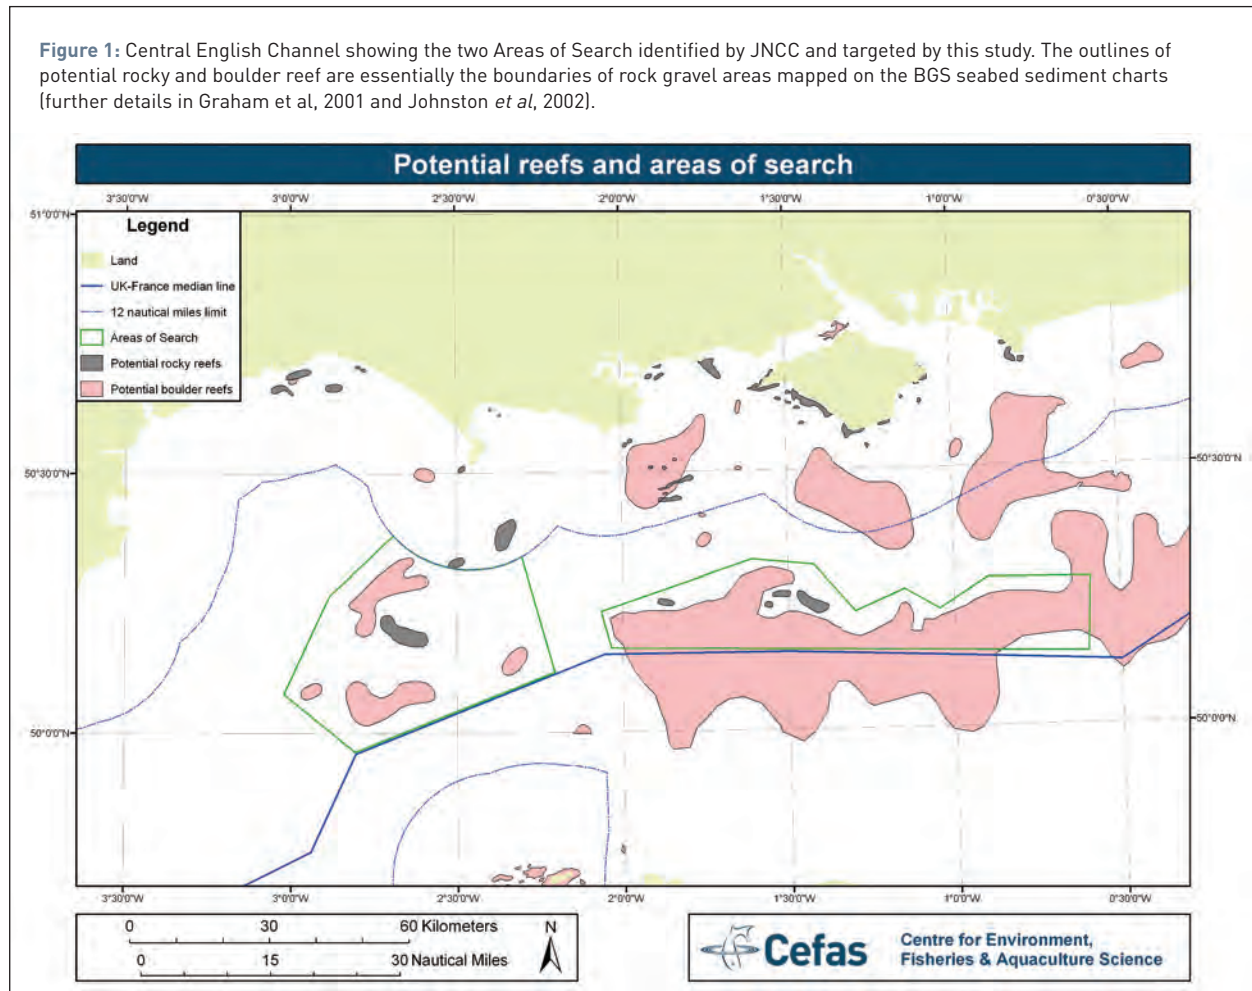 Figure 1: Central English Channel showing the two Areas of Search identified by JNCC and targeted by this study. The outlines of
potential rocky and boulder reef are essentially the boundaries of rock gravel areas mapped on the BGS seabed sediment charts
(further details in Graham et al, 2001 and Johnston et al, 2002).
Potential reefs and areas of search
3°30'0"W 3°0'0"W 2°30'0"W 2°0'0"W 1°30'0"W 1°0'0"W 0°30'0"W
51°0'0"N
Legend
Land
UK-France median line
12 nautical miles limit
Areas of Search
Potential rocky reefs
Potential boulder reefs
50°30'0"N
50°30'0"N
50°0'0"N
50°0'0"N
3°30'0"W 3°0'0"W 2°30'0"W 2°0'0"W 1°30'0"W 1°0'0"W 0°30'0"W
0 30 60 Kilometers
0 15 30 Nautical Miles
N
Cefas
Centre for Environment,
Fisheries & Aquaculture Science